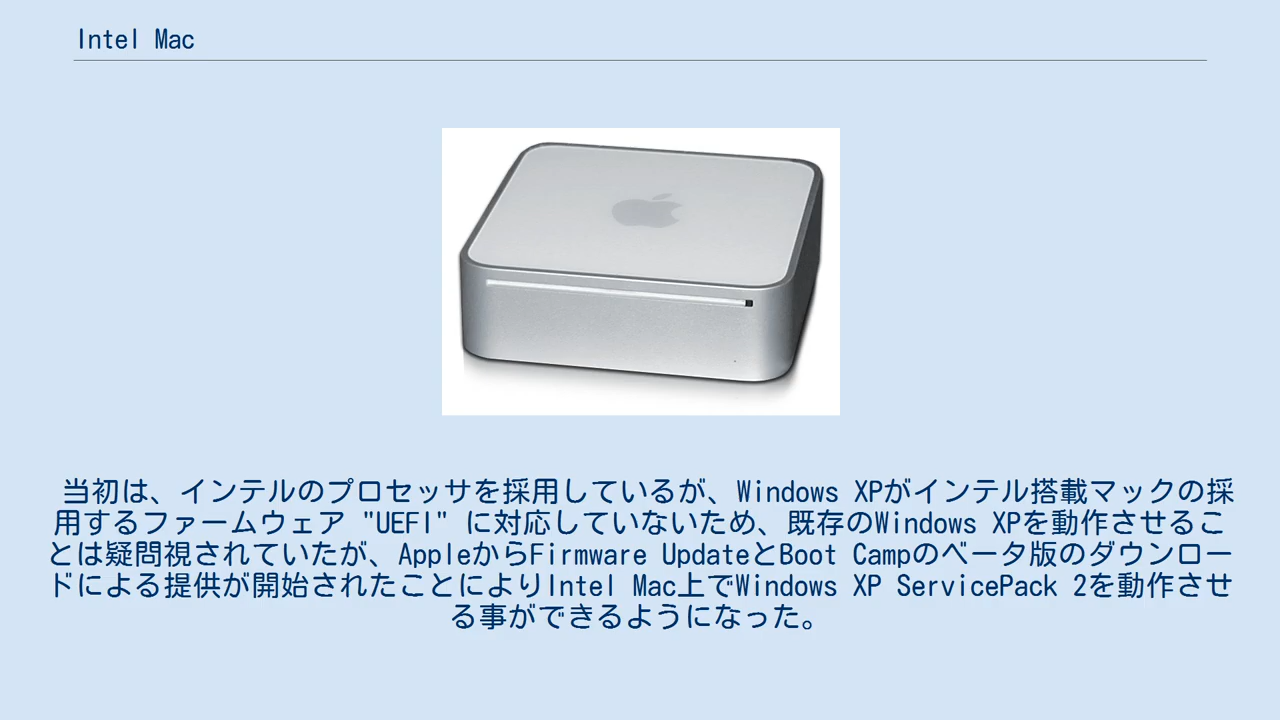 Intel Mac
当初は、インテルのプロセッサを採用しているが、Windows XPがインテル搭載マックの採
用するファームウェア "UEFI" に対応していないため、既存のWindows XPを動作させるこ
とは疑問視されていたが、AppleからFirmware UpdateとBoot Campのベータ版のダウンロー
ドによる提供が開始されたことによりIntel Mac上でWindows XP ServicePack 2を動作させ
る事ができるようになった。